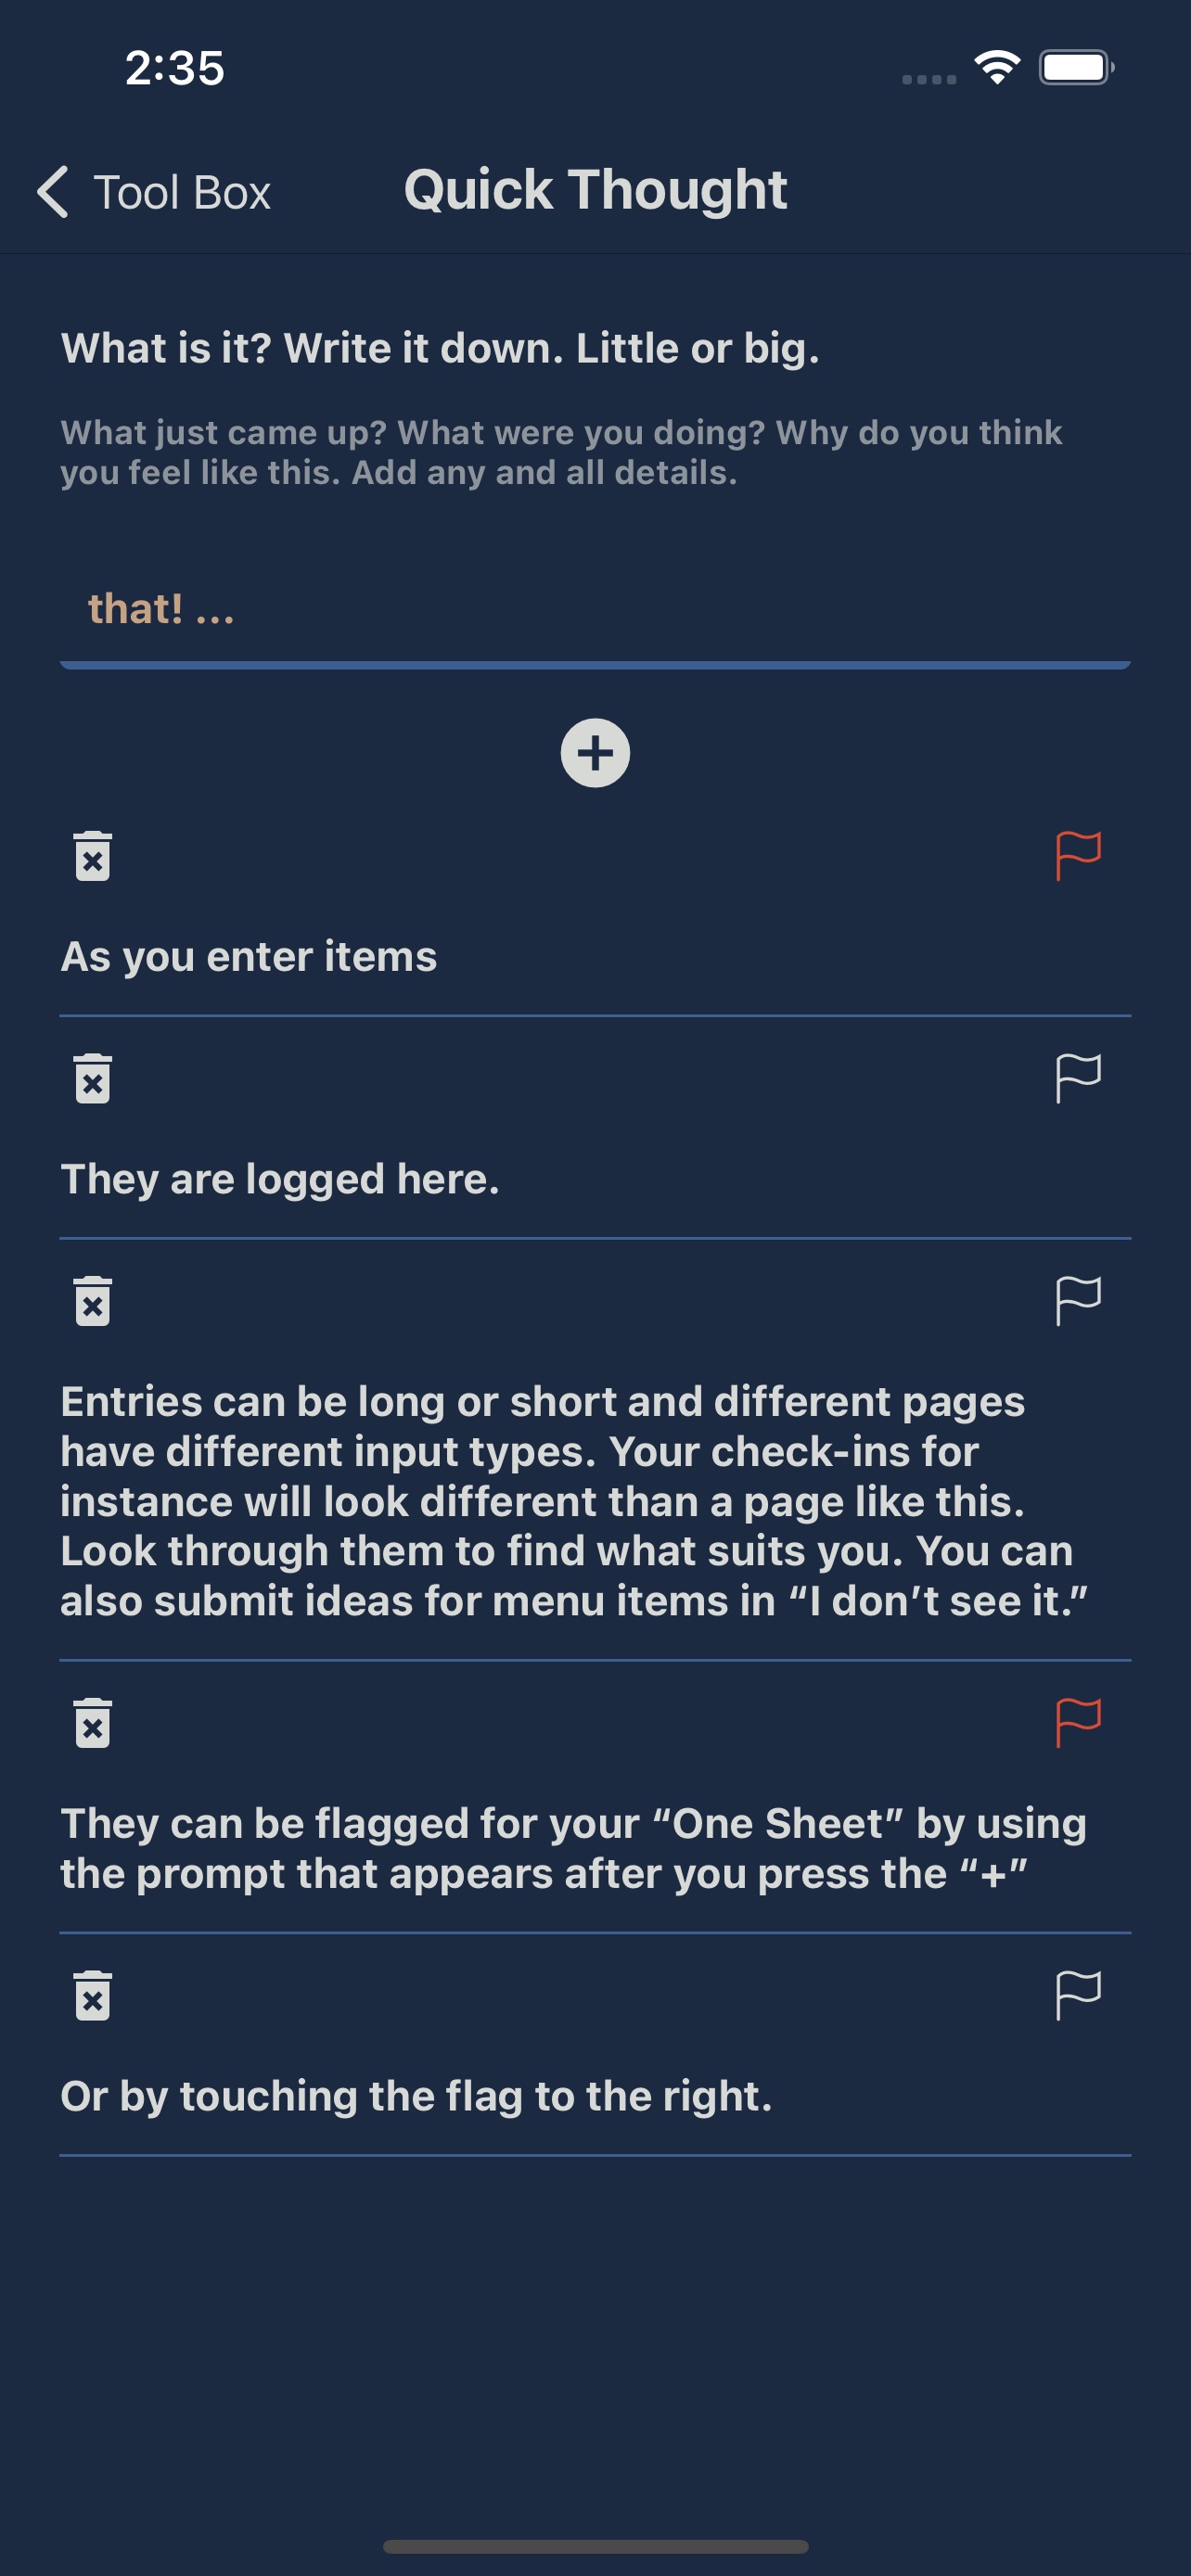 2:35
Tool Box
Quick Thought
What is it? Write it down. Little or big.
What just came up? What were you doing? Why do you think
you feel like this. Add any and all details.
that! ...
As you enter items
They are logged here.
Entries can be long or short and different pages
have different input types. Your check-ins for
instance will look different than a page like this.
Look through them to find what suits you. You can
also submit ideas for menu items in “I don’t see it.”
They can be flagged for your “One Sheet” by using
the prompt that appears after you press the “+”
Or by touching the flag to the right.